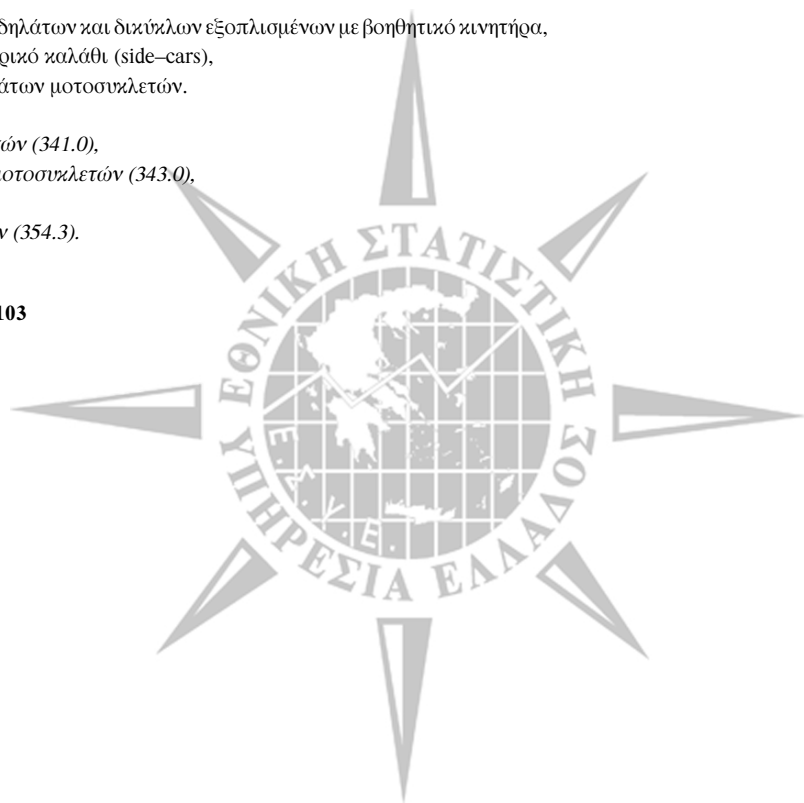 δηλάτων και δικύκλων εξοπλισμένων με βοηθητικό κινητήρα,
ρικό καλάθι (side–cars),
άτων μοτοσυκλετών.
ών (341.0),
μοτοσυκλετών (343.0),
ν (354.3).
103
ΕΘΝΙΚΗ ΣΤΑΤΙΣΤΙΚΗ
ΥΠΗΡΕΣΙΑ ΕΛΛΑΔΟΣ
Ε.Σ.Υ.Ε.